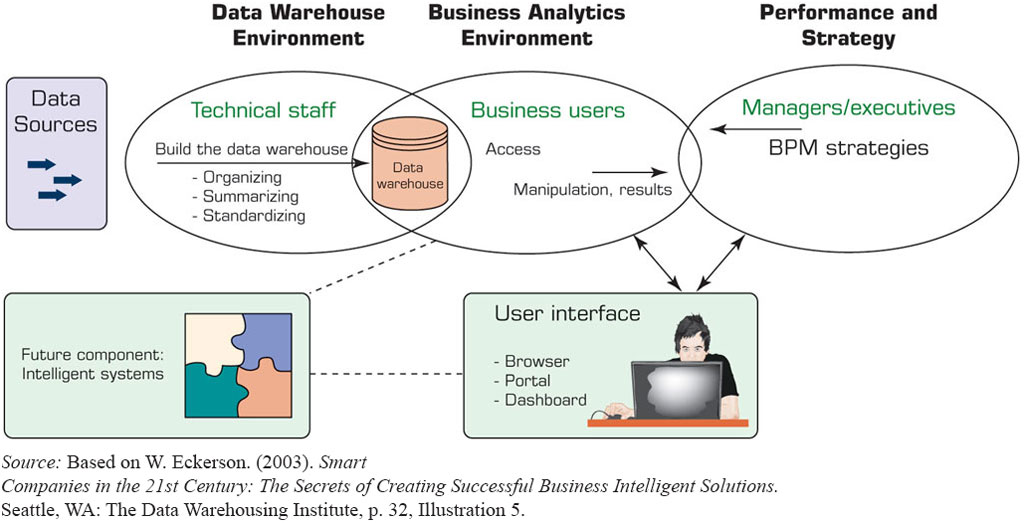 Data Warehouse
Environment
Business Analytics
Environment
Performance and
Strategy
Data
Sources
Technical staff
Build the data warehouse
- Organizing
- Summarizing
- Standardizing
Data
warehouse
Business users
Access
Manipulation, results
Managers/executives
BPM strategies
Future component:
Intelligent systems
User interface
- Browser
- Portal
- Dashboard
Source: Based on W. Eckerson. (2003). Smart
Companies in the 21st Century: The Secrets of Creating Successful Business Intelligent Solutions.
Seattle, WA: The Data Warehousing Institute, p. 32, Illustration 5.